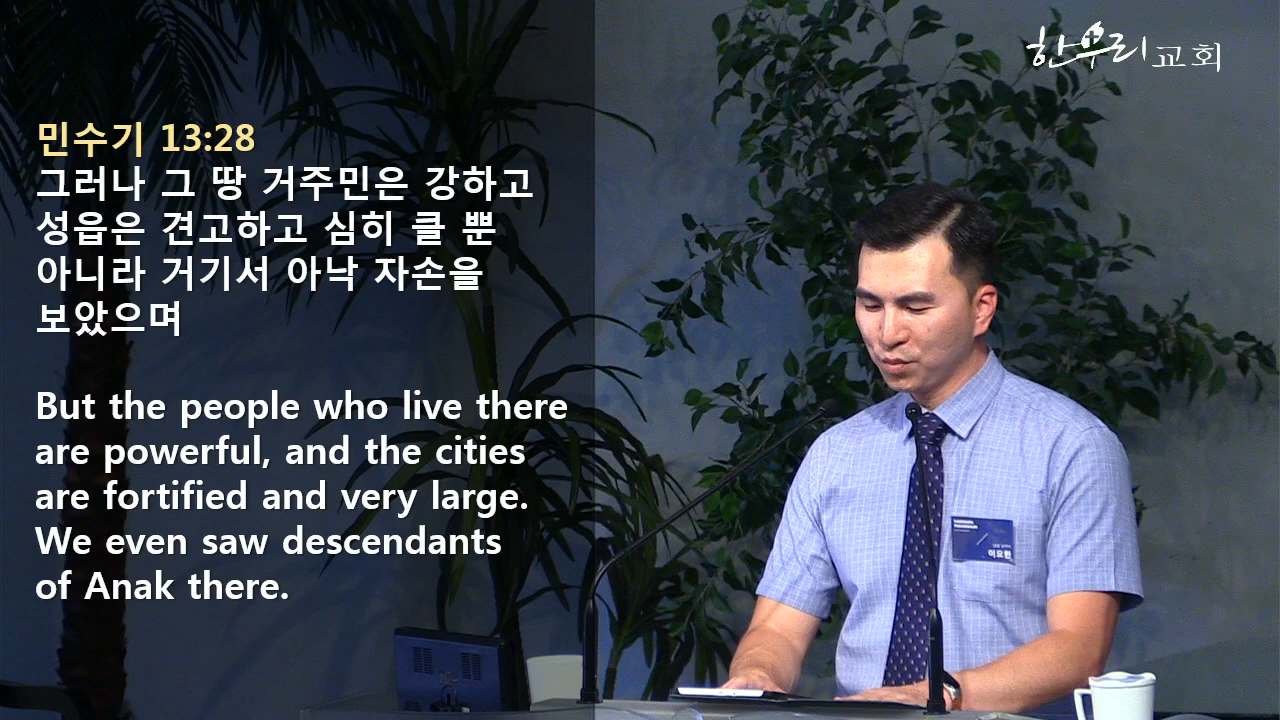 한우리교회
민수기 13:28
그러나 그 땅 거주민은 강하고
성읍은 견고하고 심히 클 뿐
아니라 거기서 아낙 자손을
보았으며
But the people who live there
are powerful, and the cities
are fortified and very large.
We even saw descendants
of Anak there.
이요한